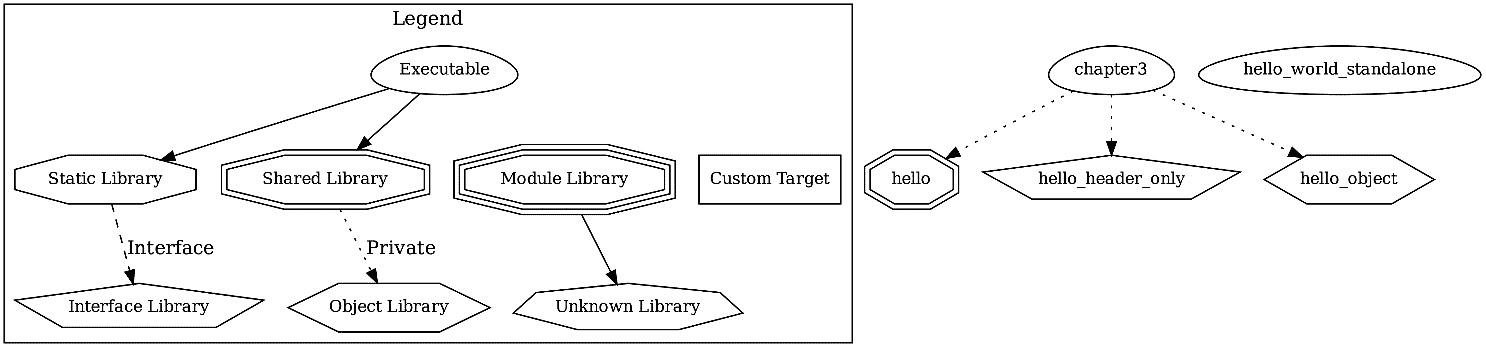 Legend
Executable
Static Library
Shared Library
Module Library
Custom Target
Interface
Private
Interface Library
Object Library
Unknown Library
chapter3
hello_world_standalone
hello
hello_header_only
hello_object